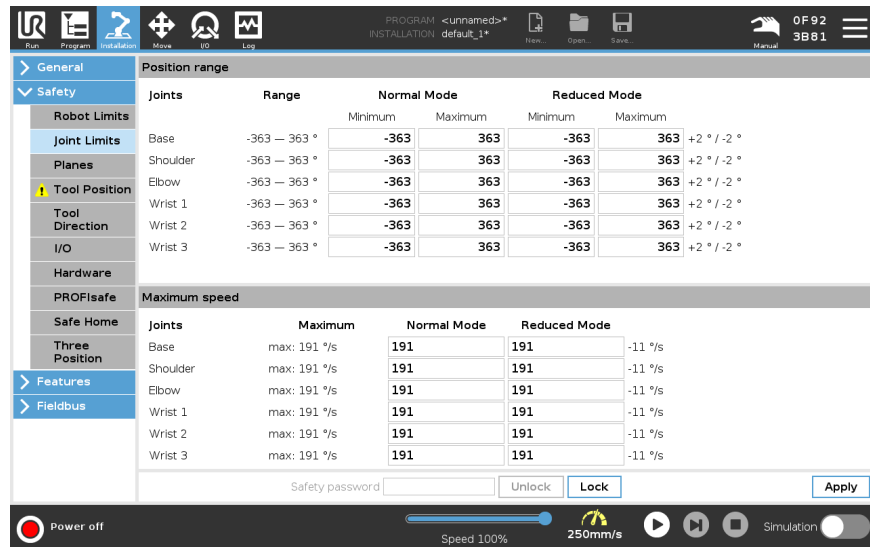 UR
Run Program Installation Move I/O Log
PROGRAM <unnamed>*
INSTALLATION default_1*
New... Open... Save...
Manual
0F92
3B81
General
Safety
Robot Limits
Joint Limits
Planes
Tool Position
Tool
Direction
I/O
Hardware
PROFIsafe
Safe Home
Three
Position
Features
Fieldbus
Position range
Joints Range Normal Mode Reduced Mode
Minimum Maximum Minimum Maximum
Base -363 — 363 ° -363 363 -363 363 +2 ° / -2 °
Shoulder -363 — 363 ° -363 363 -363 363 +2 ° / -2 °
Elbow -363 — 363 ° -363 363 -363 363 +2 ° / -2 °
Wrist 1 -363 — 363 ° -363 363 -363 363 +2 ° / -2 °
Wrist 2 -363 — 363 ° -363 363 -363 363 +2 ° / -2 °
Wrist 3 -363 — 363 ° -363 363 -363 363 +2 ° / -2 °
Maximum speed
Joints Maximum Normal Mode Reduced Mode
Base max: 191 °/s 191 191 -11 °/s
Shoulder max: 191 °/s 191 191 -11 °/s
Elbow max: 191 °/s 191 191 -11 °/s
Wrist 1 max: 191 °/s 191 191 -11 °/s
Wrist 2 max: 191 °/s 191 191 -11 °/s
Wrist 3 max: 191 °/s 191 191 -11 °/s
Safety password Unlock Lock Apply
Power off
Speed 100%
250mm/s
Simulation